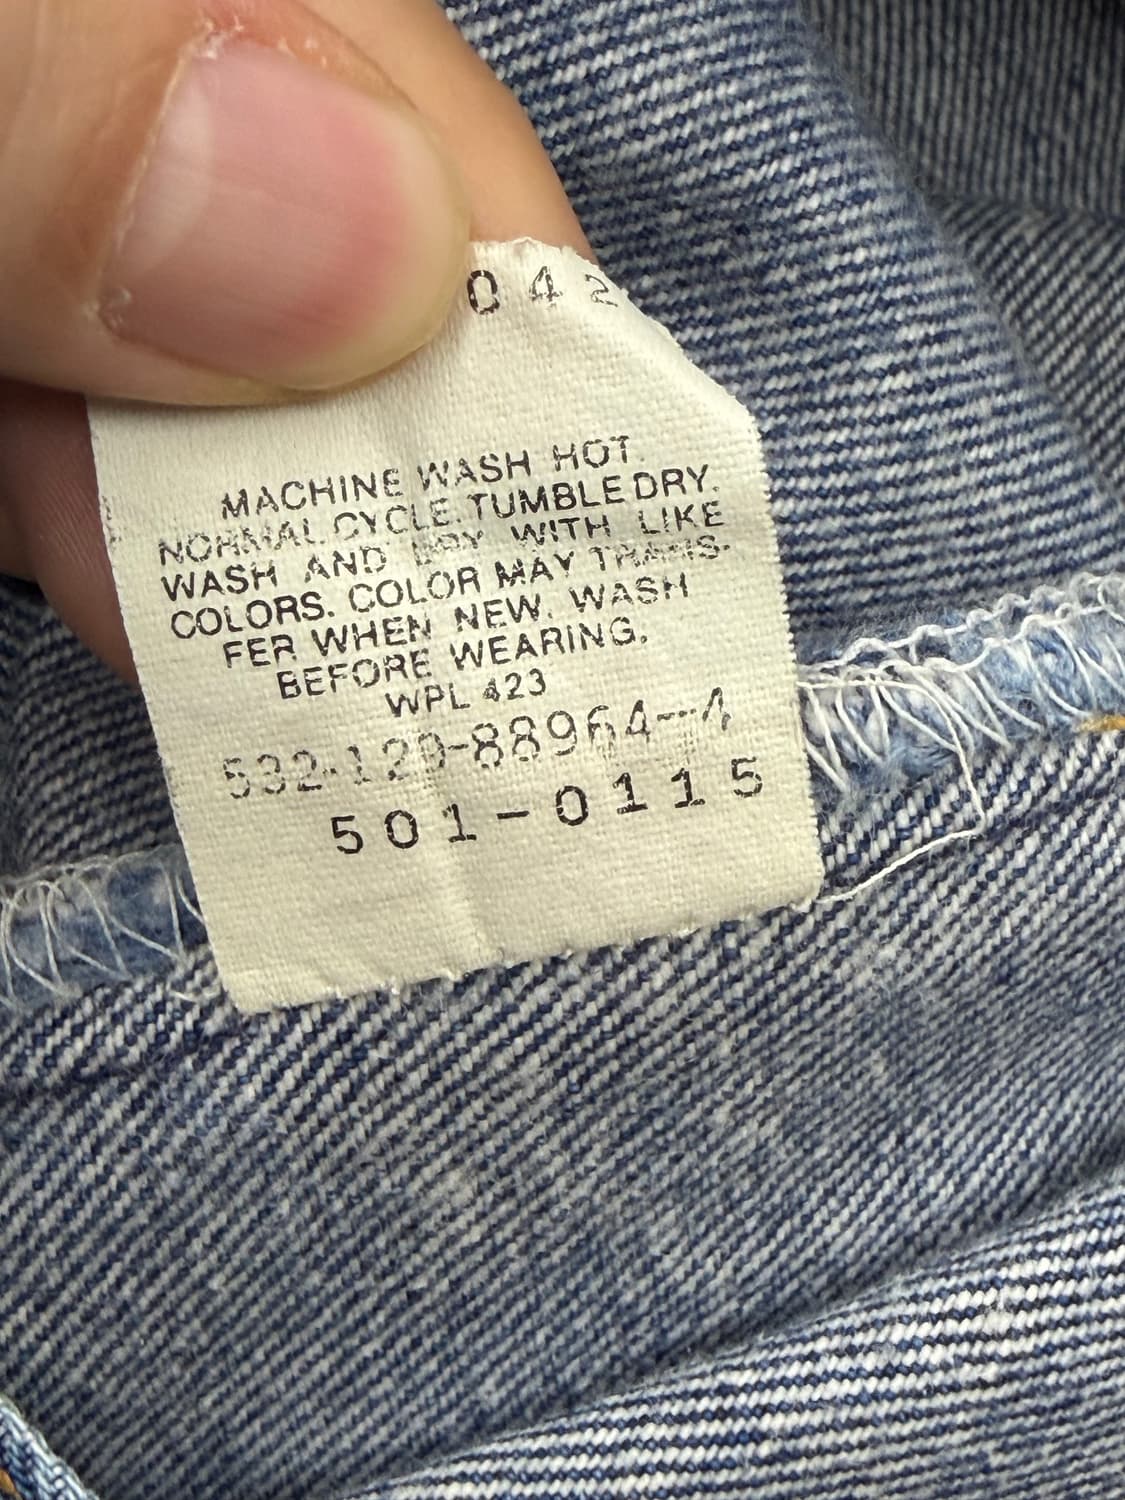 042
MACHINE WASH HOT.
NORMAL CYCLE. TUMBLE DRY.
WASH AND DRY WITH LIKE
COLORS. COLOR MAY TRANS-
FER WHEN NEW. WASH
BEFORE WEARING.
WPL 423
532-129-88964--4
501-0115